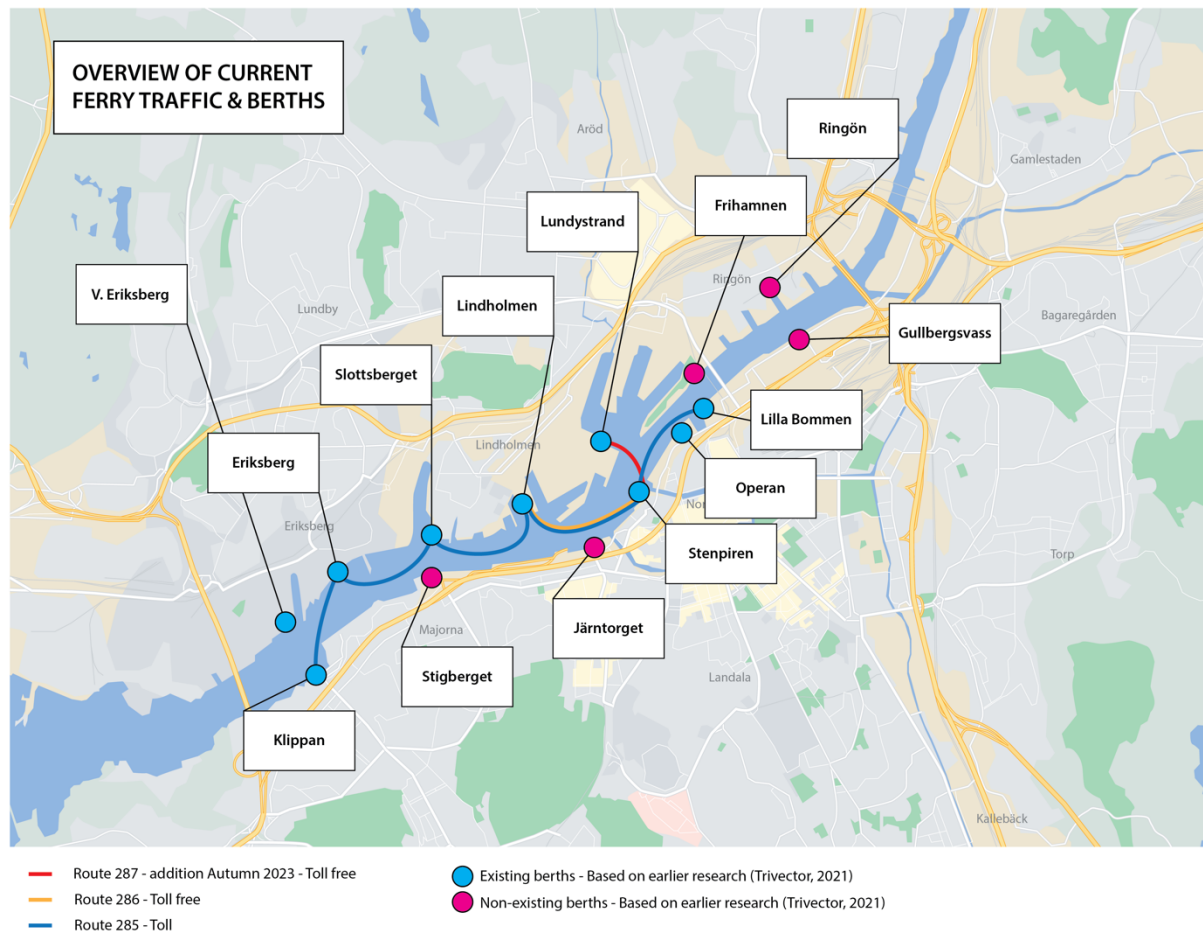 OVERVIEW OF CURRENT
FERRY TRAFFIC & BERTHS
Ringön
Aröd
Gamlestaden
Frihamnen
Lundystrand
Ringön
V. Eriksberg
Lindholmen
Lundby
Bagaregården
Gullbergsvass
Slottsberget
Lilla Bommen
Lindholmen
Eriksberg
Operan
Nor
Eriksberg
Stenpiren
Torp
Järntorget
Majorna
Stigberget
Landala
Klippan
Kallebäck
Route 287 - addition Autumn 2023 - Toll free
Route 286 - Toll free
Route 285 - Toll
Existing berths - Based on earlier research (Trivector, 2021)
Non-existing berths - Based on earlier research (Trivector, 2021)